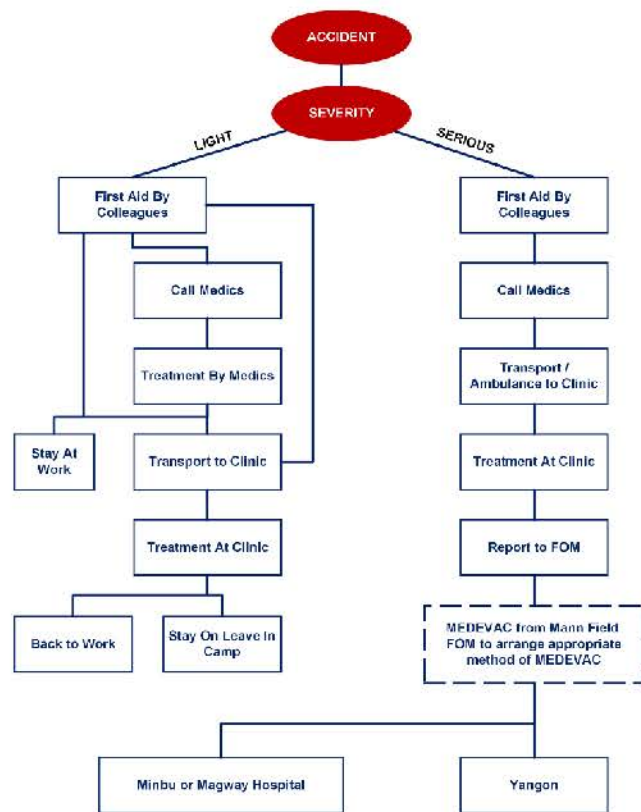 ACCIDENT
SEVERITY
LIGHT
SERIOUS
First Aid By
Colleagues
First Aid By
Colleagues
Call Medics
Call Medics
Treatment By Medics
Transport /
Ambulance to Clinic
Stay At
Work
Transport to Clinic
Treatment At Clinic
Treatment At Clinic
Report to FOM
Back to Work
Stay On Leave In
Camp
MEDEVAC from Mann Field
FOM to arrange appropriate
method of MEDEVAC
Minbu or Magway Hospital
Yangon